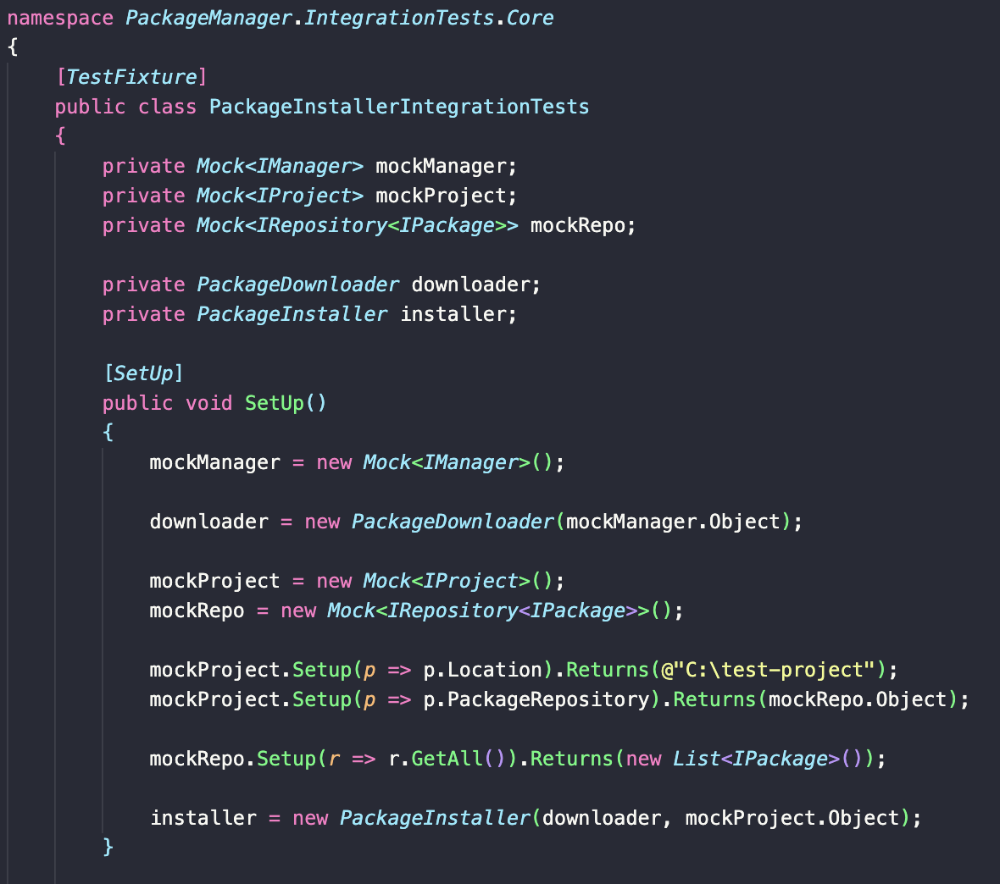 namespace PackageManager.IntegrationTests.Core
{
[TestFixture]
public class PackageInstallerIntegrationTests
{
private Mock<IManager> mockManager;
private Mock<IProject> mockProject;
private Mock<IRepository<IPackage>> mockRepo;
private PackageDownloader downloader;
private PackageInstaller installer;
[SetUp]
public void SetUp()
{
mockManager = new Mock<IManager>();
downloader = new PackageDownloader(mockManager.Object);
mockProject = new Mock<IProject>();
mockRepo = new Mock<IRepository<IPackage>>();
mockProject.Setup(p => p.Location).Returns(@"C:\test-project");
mockProject.Setup(p => p.PackageRepository).Returns(mockRepo.Object);
mockRepo.Setup(r => r.GetAll()).Returns(new List<IPackage>());
installer = new PackageInstaller(downloader, mockProject.Object);
}